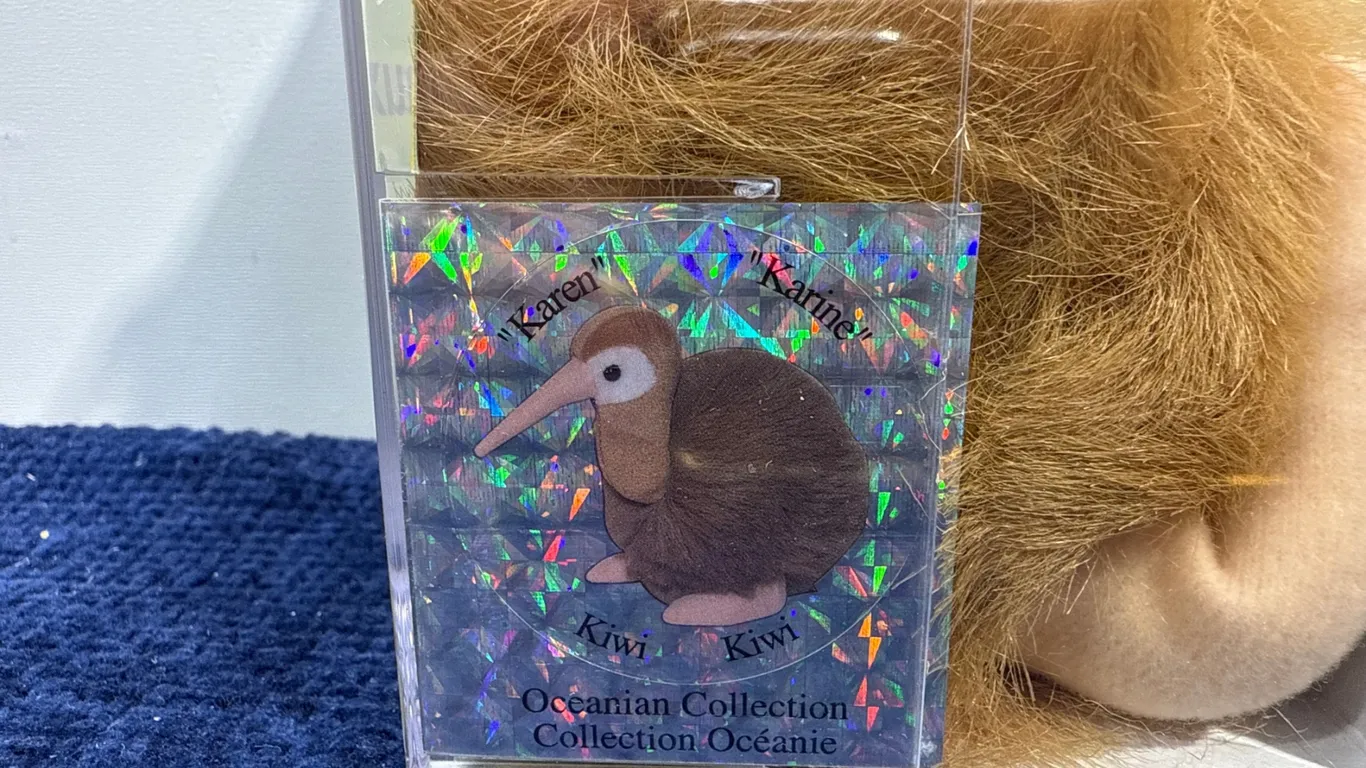 "Karen" "Karine"
Kiwi Kiwi
Oceanian Collection
Collection Océanie